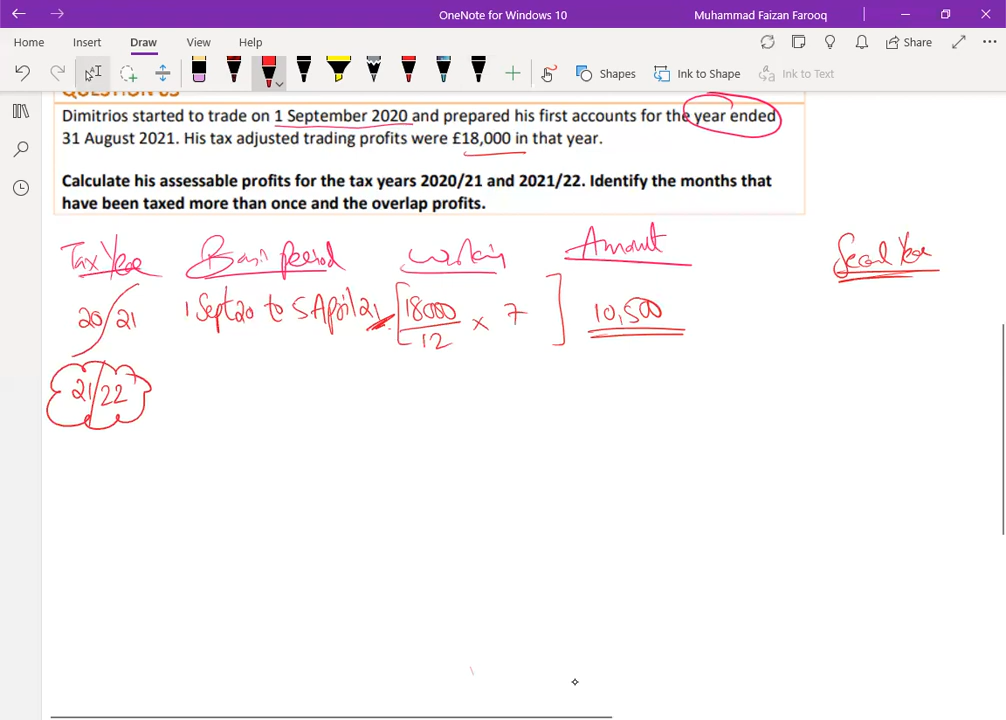 OneNote for Windows 10
Muhammad Faizan Farooq
Home Insert Draw View Help
Share
Shapes Ink to Shape Ink to Text
QUESTION 03
Dimitrios started to trade on 1 September 2020 and prepared his first accounts for the year ended
31 August 2021. His tax adjusted trading profits were £18,000 in that year.
Calculate his assessable profits for the tax years 2020/21 and 2021/22. Identify the months that
have been taxed more than once and the overlap profits.
Tax Year Basis Period Working Amount Second Year
20/21 1 Sept 20 to 5 April 21 [18000/12 x 7] 10,500
21/22